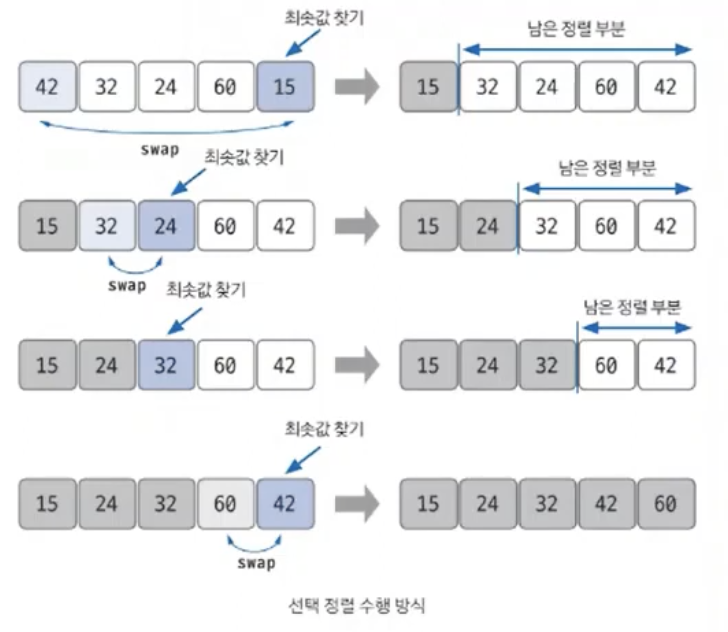 최솟값 찾기
남은 정렬 부분
42 32 24 60 15
15 32 24 60 42
swap
최솟값 찾기
남은 정렬 부분
15 32 24 60 42
15 24 32 60 42
swap
최솟값 찾기
남은 정렬 부분
15 24 32 60 42
15 24 32 60 42
최솟값 찾기
15 24 32 60 42
15 24 32 42 60
swap
선택 정렬 수행 방식